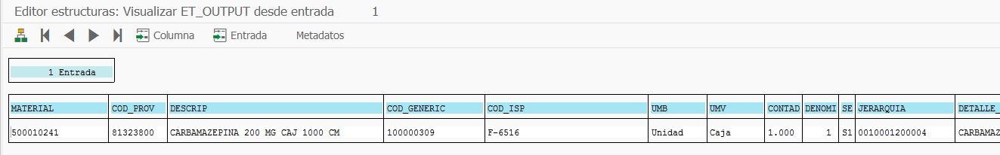 Editor estructuras: Visualizar ET_OUTPUT desde entrada 1
Columna Entrada Metadatos
1 Entrada
MATERIAL COD_PROV DESCRIP COD_GENERIC COD_ISP UMB UMV CONTAD DENOMI SE JERARQUIA DETALLE_
500010241 81323800 CARBAMAZEPINA 200 MG CAJ 1000 CM 100000309 F-6516 Unidad Caja 1.000 1 S1 0010001200004 CARBAMAZ